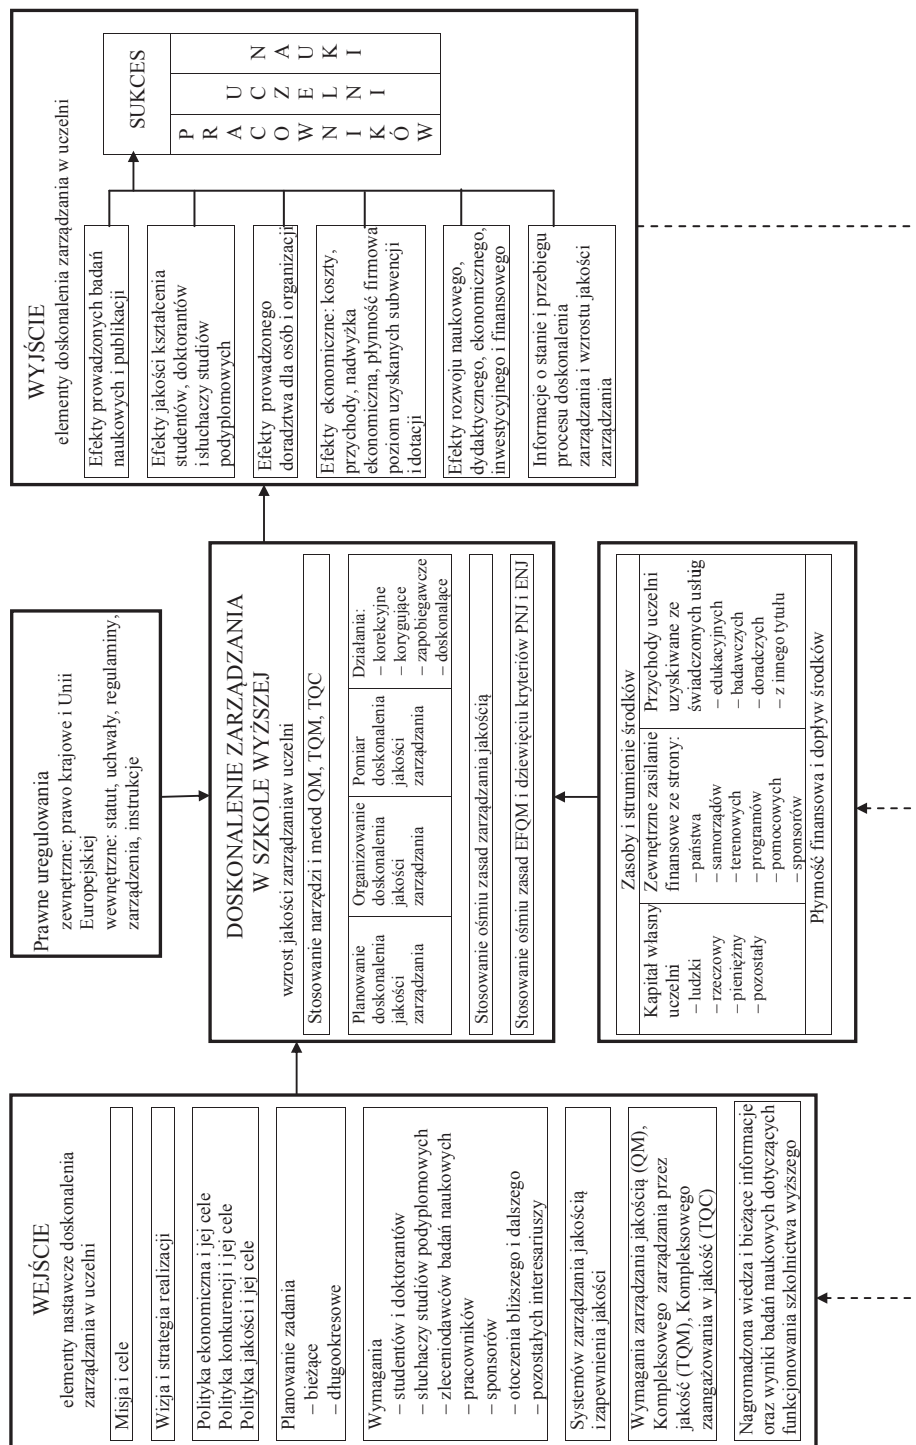 WEJŚCIE
elementy nastawcze doskonalenia
zarządzania w uczelni
Misja i cele
Wizja i strategia realizacji
Polityka ekonomiczna i jej cele
Polityka konkurencji i jej cele
Polityka jakości i jej cele
Planowanie zadania
– bieżące
– długookresowe
Wymagania
– studentów i doktorantów
– słuchaczy studiów podyplomowych
– zleceniodawców badań naukowych
– pracowników
– sponsorów
– otoczenia bliższego i dalszego
– pozostałych interesariuszy
Systemów zarządzania jakością
i zapewnienia jakości
Wymagania zarządzania jakością (QM),
Kompleksowego zarządzania przez
jakość (TQM), Kompleksowego
zaangażowania w jakość (TQC)
Nagromadzona wiedza i bieżące informacje
oraz wyniki badań naukowych dotyczących
funkcjonowania szkolnictwa wyższego
Prawne uregulowania
zewnętrzne: prawo krajowe i Unii
Europejskiej
wewnętrzne: statut, uchwały, regulaminy,
zarządzenia, instrukcje
DOSKONALENIE ZARZĄDZANIA
W SZKOLE WYŻSZEJ
wzrost jakości zarządzaniaw uczelni
Stosowanie narzędzi i metod QM, TQM, TQC
Planowanie
doskonalenia
jakości
zarządzania
Organizowanie
doskonalenia
jakości
zarządzania
Pomiar
doskonalenia
jakości
zarządzania
Działania:
– korekcyjne
– korygujące
– zapobiegawcze
– doskonalące
Stosowanie ośmiu zasad zarządzania jakością
Stosowanie ośmiu zasad EFQM i dziewięciu kryteriów PNJ i ENJ
Zasoby i strumienie środków
Kapitał własny
uczelni
– ludzki
– rzeczowy
– pieniężny
– pozostały
Zewnętrzne zasilanie
finansowe ze strony:
– państwa
– samorządów
– terenowych
– programów
– pomocowych
– sponsorów
Przychody uczelni
uzyskiwane ze
świadczonych usług
– edukacyjnych
– badawczych
– doradczych
– z innego tytułu
Płynność finansowa i dopływ środków
WYJŚCIE
elementy doskonalenia zarządzania w uczelni
Efekty prowadzonych badań
naukowych i publikacji
Efekty jakości kształcenia
studentów, doktorantów
i słuchaczy studiów
podyplomowych
Efekty prowadzonego
doradztwa dla osób i organizacji
Efekty ekonomiczne: koszty,
przychody, nadwyżka
ekonomiczna, płynność firmowa
poziom uzyskanych subwencji
i dotacji
Efekty rozwoju naukowego,
dydaktycznego, ekonomicznego,
inwestycyjnego i finansowego
Informacje o stanie i przebiegu
procesu doskonalenia
zarządzania i wzrostu jakości
zarządzania
SUKCES
PRACOWNIKÓW
UCZELNI
NAUKI